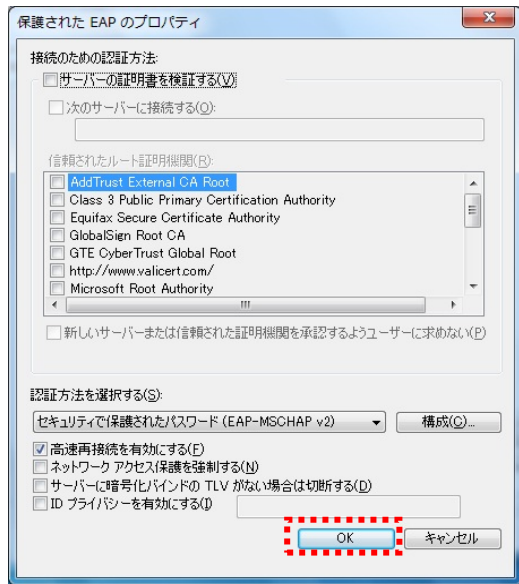 保護された EAP のプロパティ
接続のための認証方法:
サーバーの証明書を検証する(V)
次のサーバーに接続する(O):
信頼されたルート証明機関(R):
AddTrust External CA Root
Class 3 Public Primary Certification Authority
Equifax Secure Certificate Authority
GlobalSign Root CA
GTE CyberTrust Global Root
http://www.valicert.com/
Microsoft Root Authority
新しいサーバーまたは信頼された証明機関を承認するようユーザーに求めない(P)
認証方法を選択する(S):
セキュリティで保護されたパスワード (EAP-MSCHAP v2) 構成(C)...
高速再接続を有効にする(F)
ネットワーク アクセス保護を強制する(N)
サーバーに暗号化バインドの TLV がない場合は切断する(D)
ID プライバシーを有効にする(I)
OK キャンセル